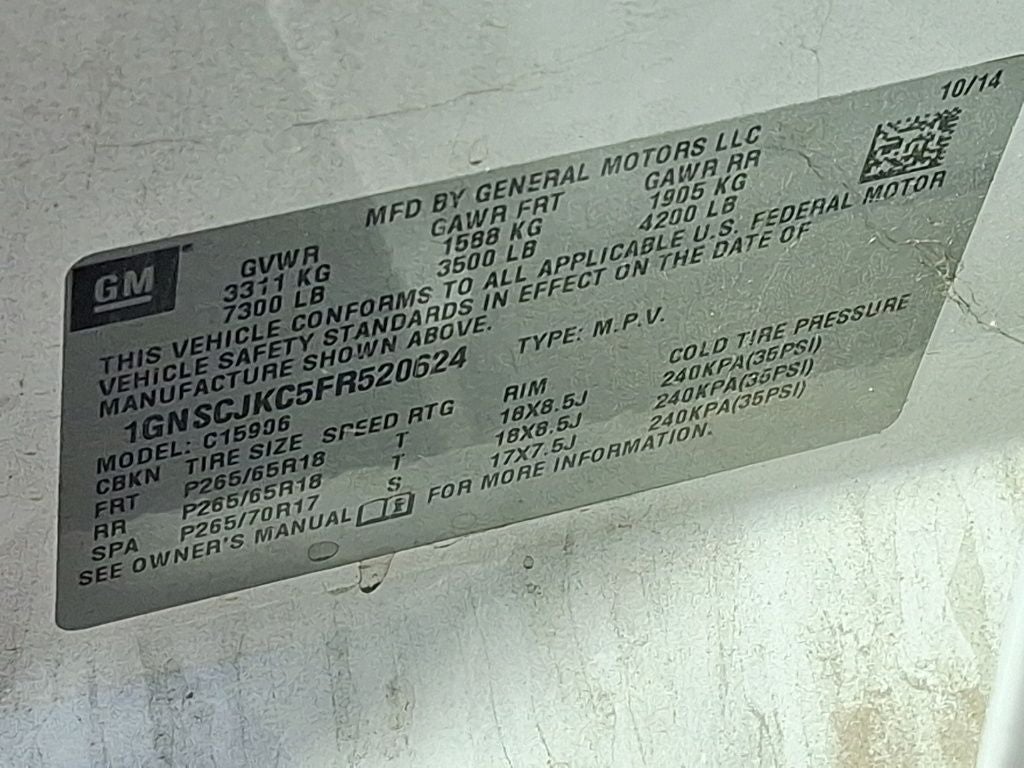 10/14
MFD BY GENERAL MOTORS LLC
GM
GVWR GAWR FRT GAWR RR
3311 KG 1588 KG 1905 KG
7300 LB 3500 LB 4200 LB
THIS VEHICLE CONFORMS TO ALL APPLICABLE U.S. FEDERAL MOTOR
VEHICLE SAFETY STANDARDS IN EFFECT ON THE DATE OF
MANUFACTURE SHOWN ABOVE.
1GNSCJKC5FR520624 TYPE: M.P.V.
MODEL: C15906
CBKN TIRE SIZE SPEED RTG RIM COLD TIRE PRESSURE
FRT P265/65R18 T 18X8.5J 240KPA(35PSI)
RR P265/65R18 T 18X8.5J 240KPA(35PSI)
SPA P265/70R17 S 17X7.5J 240KPA(35PSI)
SEE OWNER'S MANUAL FOR MORE INFORMATION.